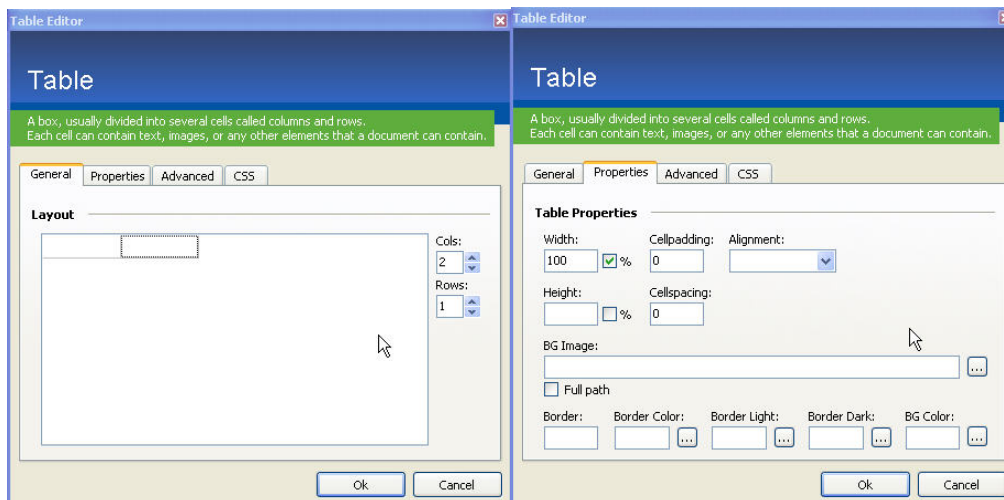 Table Editor
Table
A box, usually divided into several cells called columns and rows.
Each cell can contain text, images, or any other elements that a document can contain.
General Properties Advanced CSS
Layout
Cols:
2
Rows:
1
Ok Cancel
Table Editor
Table
A box, usually divided into several cells called columns and rows.
Each cell can contain text, images, or any other elements that a document can contain.
General Properties Advanced CSS
Table Properties
Width: Cellpadding: Alignment:
100 % 0
Height: Cellspacing:
% 0
BG Image:
...
Full path
Border: Border Color: Border Light: Border Dark: BG Color:
... ... ... ...
Ok Cancel